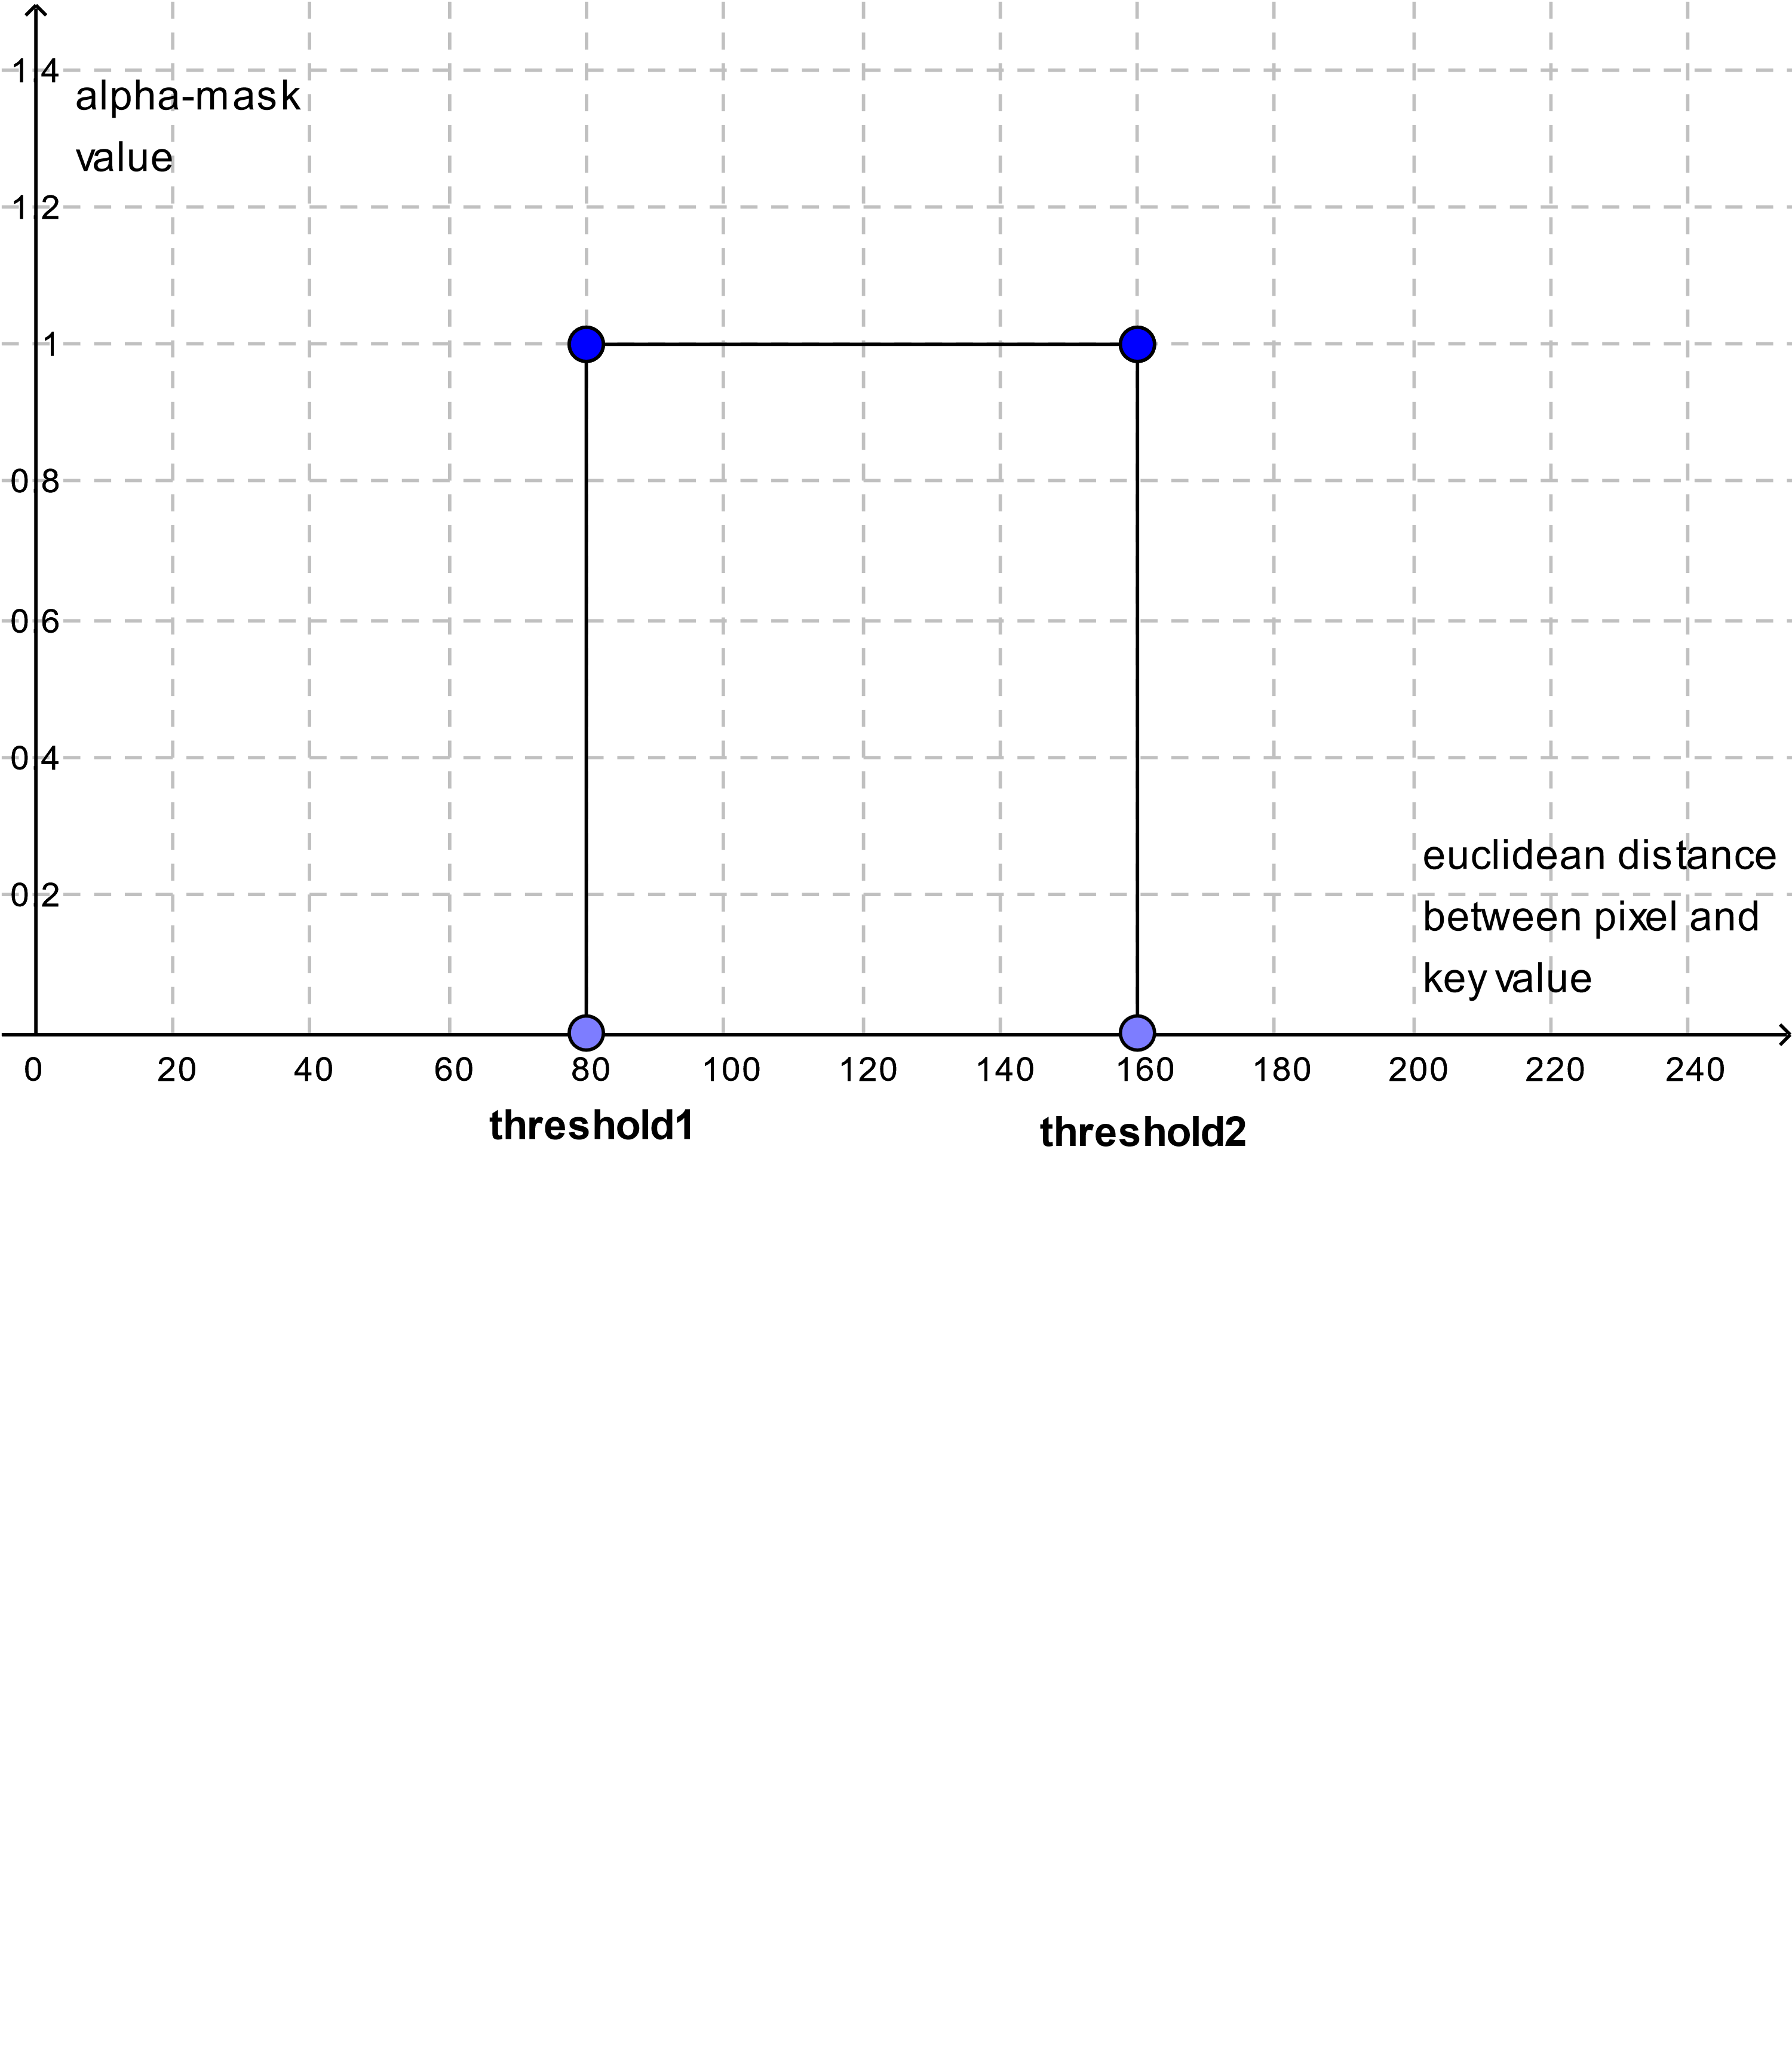 1.4
alpha-mask
value
1.2
1
0.8
0.6
0.4
euclidean distance
0.2
between pixel and
key value
0 20 40 60 80 100 120 140 160 180 200 220 240
threshold1 threshold2